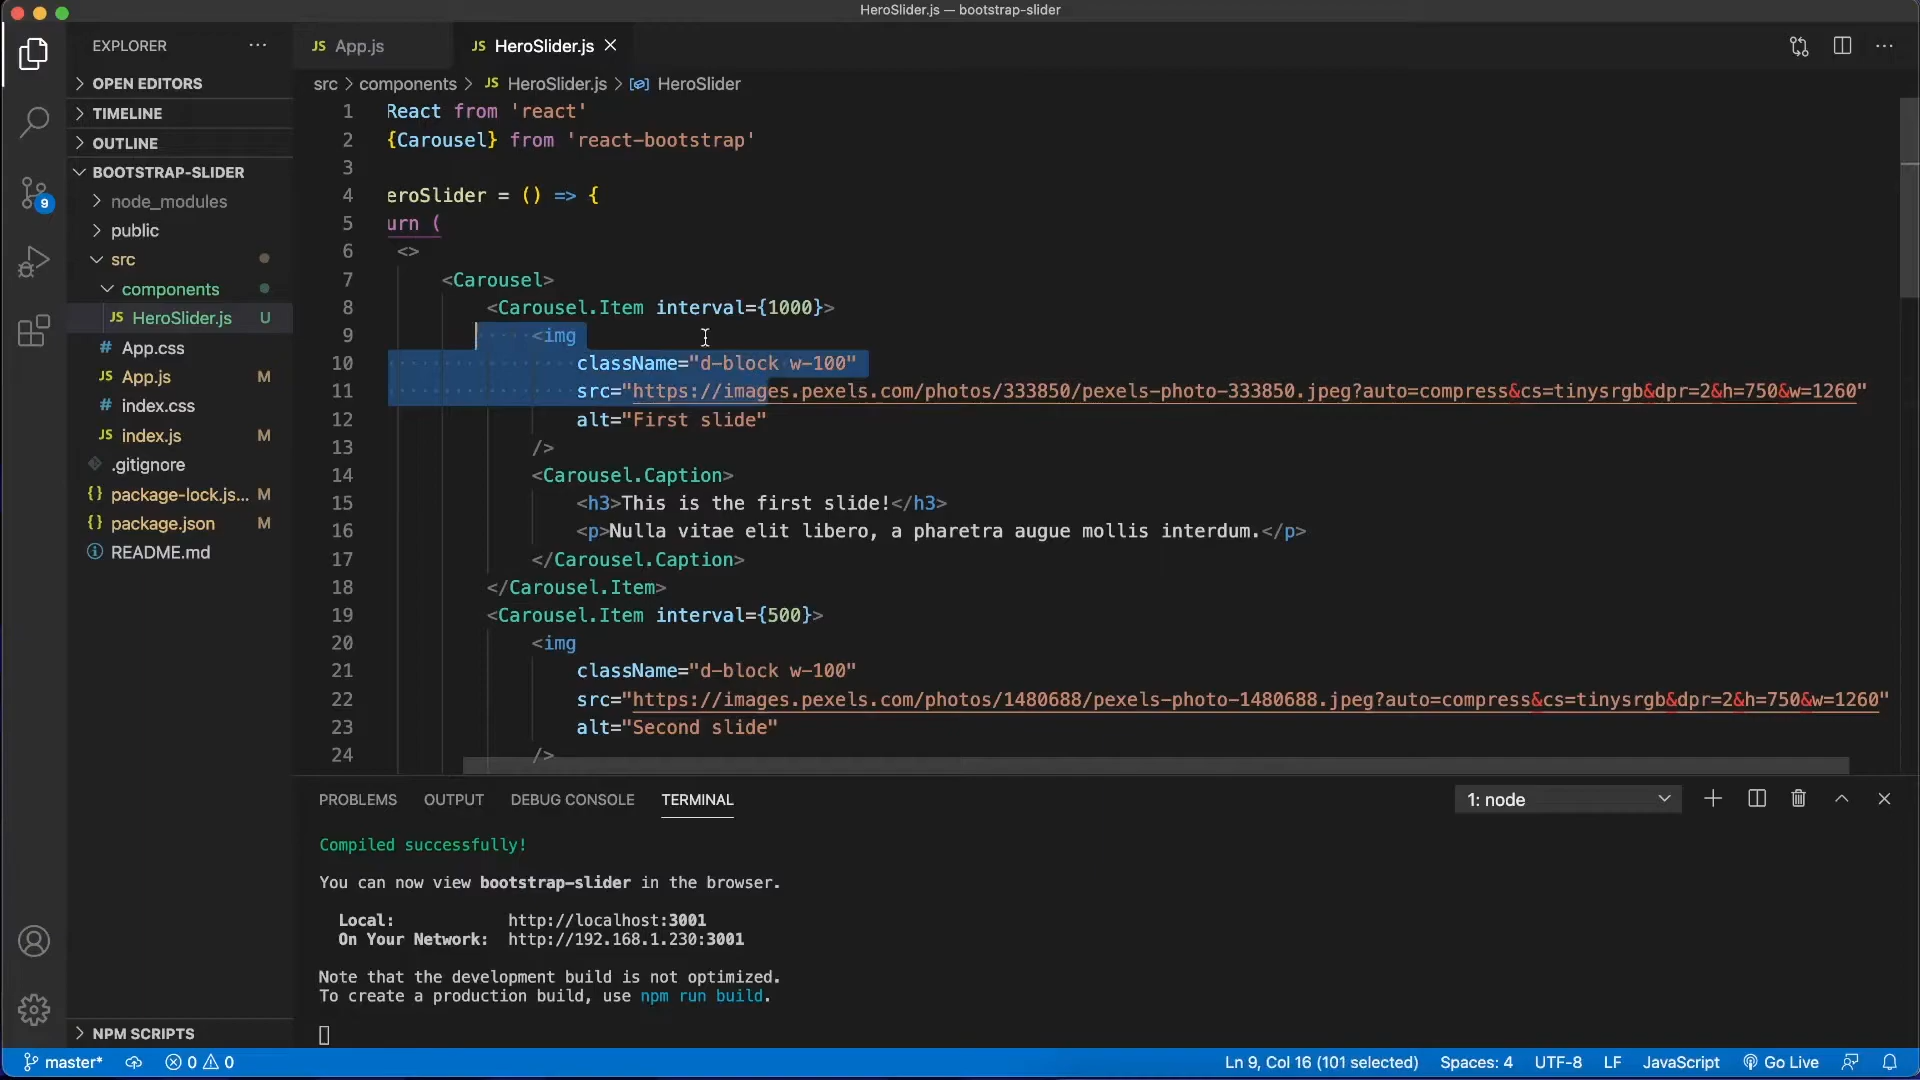 HeroSlider.js — bootstrap-slider
EXPLORER
OPEN EDITORS
TIMELINE
OUTLINE
BOOTSTRAP-SLIDER
node_modules
public
src
components
JS HeroSlider.js U
# App.css
JS App.js M
# index.css
JS index.js M
.gitignore
{} package-lock.js... M
{} package.json M
README.md
NPM SCRIPTS
9
JS App.js
JS HeroSlider.js
src > components > JS HeroSlider.js > HeroSlider
1 React from 'react'
2 {Carousel} from 'react-bootstrap'
3
4 eroSlider = () => {
5 urn (
6 <>
7 <Carousel>
8 <Carousel.Item interval={1000}>
9 <img
10 className="d-block w-100"
11 src="https://images.pexels.com/photos/333850/pexels-photo-333850.jpeg?auto=compress&cs=tinysrgb&dpr=2&h=750&w=1260"
12 alt="First slide"
13 />
14 <Carousel.Caption>
15 <h3>This is the first slide!</h3>
16 <p>Nulla vitae elit libero, a pharetra augue mollis interdum.</p>
17 </Carousel.Caption>
18 </Carousel.Item>
19 <Carousel.Item interval={500}>
20 <img
21 className="d-block w-100"
22 src="https://images.pexels.com/photos/1480688/pexels-photo-1480688.jpeg?auto=compress&cs=tinysrgb&dpr=2&h=750&w=1260"
23 alt="Second slide"
24 />
PROBLEMS OUTPUT DEBUG CONSOLE TERMINAL 1: node
Compiled successfully!
You can now view bootstrap-slider in the browser.
Local: http://localhost:3001
On Your Network: http://192.168.1.230:3001
Note that the development build is not optimized.
To create a production build, use npm run build.
master* 0 0 Ln 9, Col 16 (101 selected) Spaces: 4 UTF-8 LF JavaScript Go Live